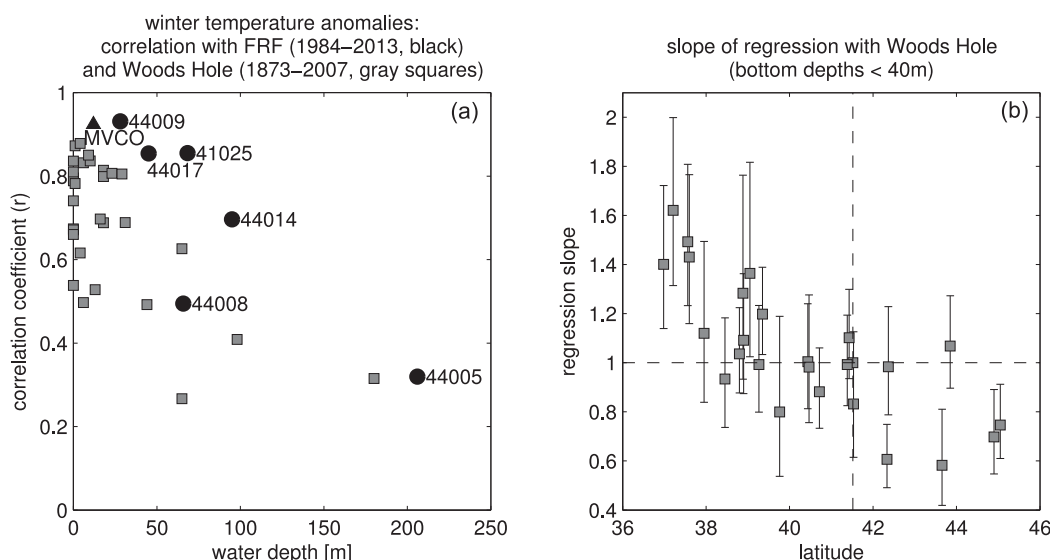 winter temperature anomalies:
correlation with FRF (1984–2013, black)
and Woods Hole (1873–2007, gray squares)
(a)
correlation coefficient (r)
1
0.8
0.6
0.4
0.2
0
0
50
100
150
200
250
water depth [m]
MVCO
44009
44017
41025
44014
44008
44005
slope of regression with Woods Hole
(bottom depths < 40m)
(b)
regression slope
2
1.8
1.6
1.4
1.2
1
0.8
0.6
0.4
36
38
40
42
44
46
latitude